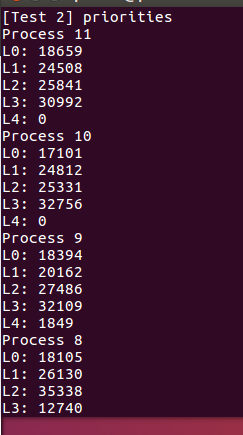 [Test 2] priorities
Process 11
L0: 18659
L1: 24508
L2: 25841
L3: 30992
L4: 0
Process 10
L0: 17101
L1: 24812
L2: 25331
L3: 32756
L4: 0
Process 9
L0: 18394
L1: 20162
L2: 27486
L3: 32109
L4: 1849
Process 8
L0: 18105
L1: 26130
L2: 35338
L3: 12740